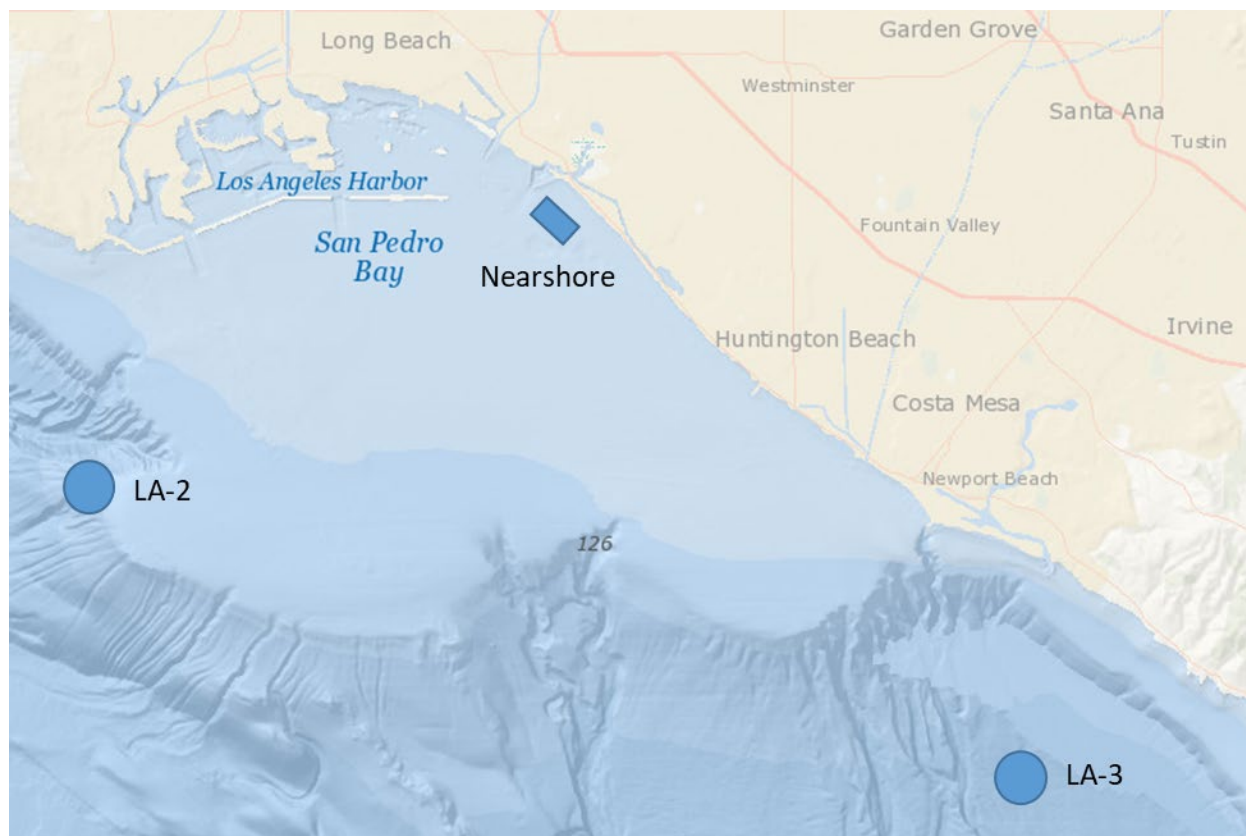 Long Beach
Garden Grove
Westminster
Santa Ana
Tustin
Los Angeles Harbor
San Pedro
Bay
Fountain Valley
Nearshore
Irvine
Huntington Beach
Costa Mesa
Newport Beach
LA-2
126
LA-3